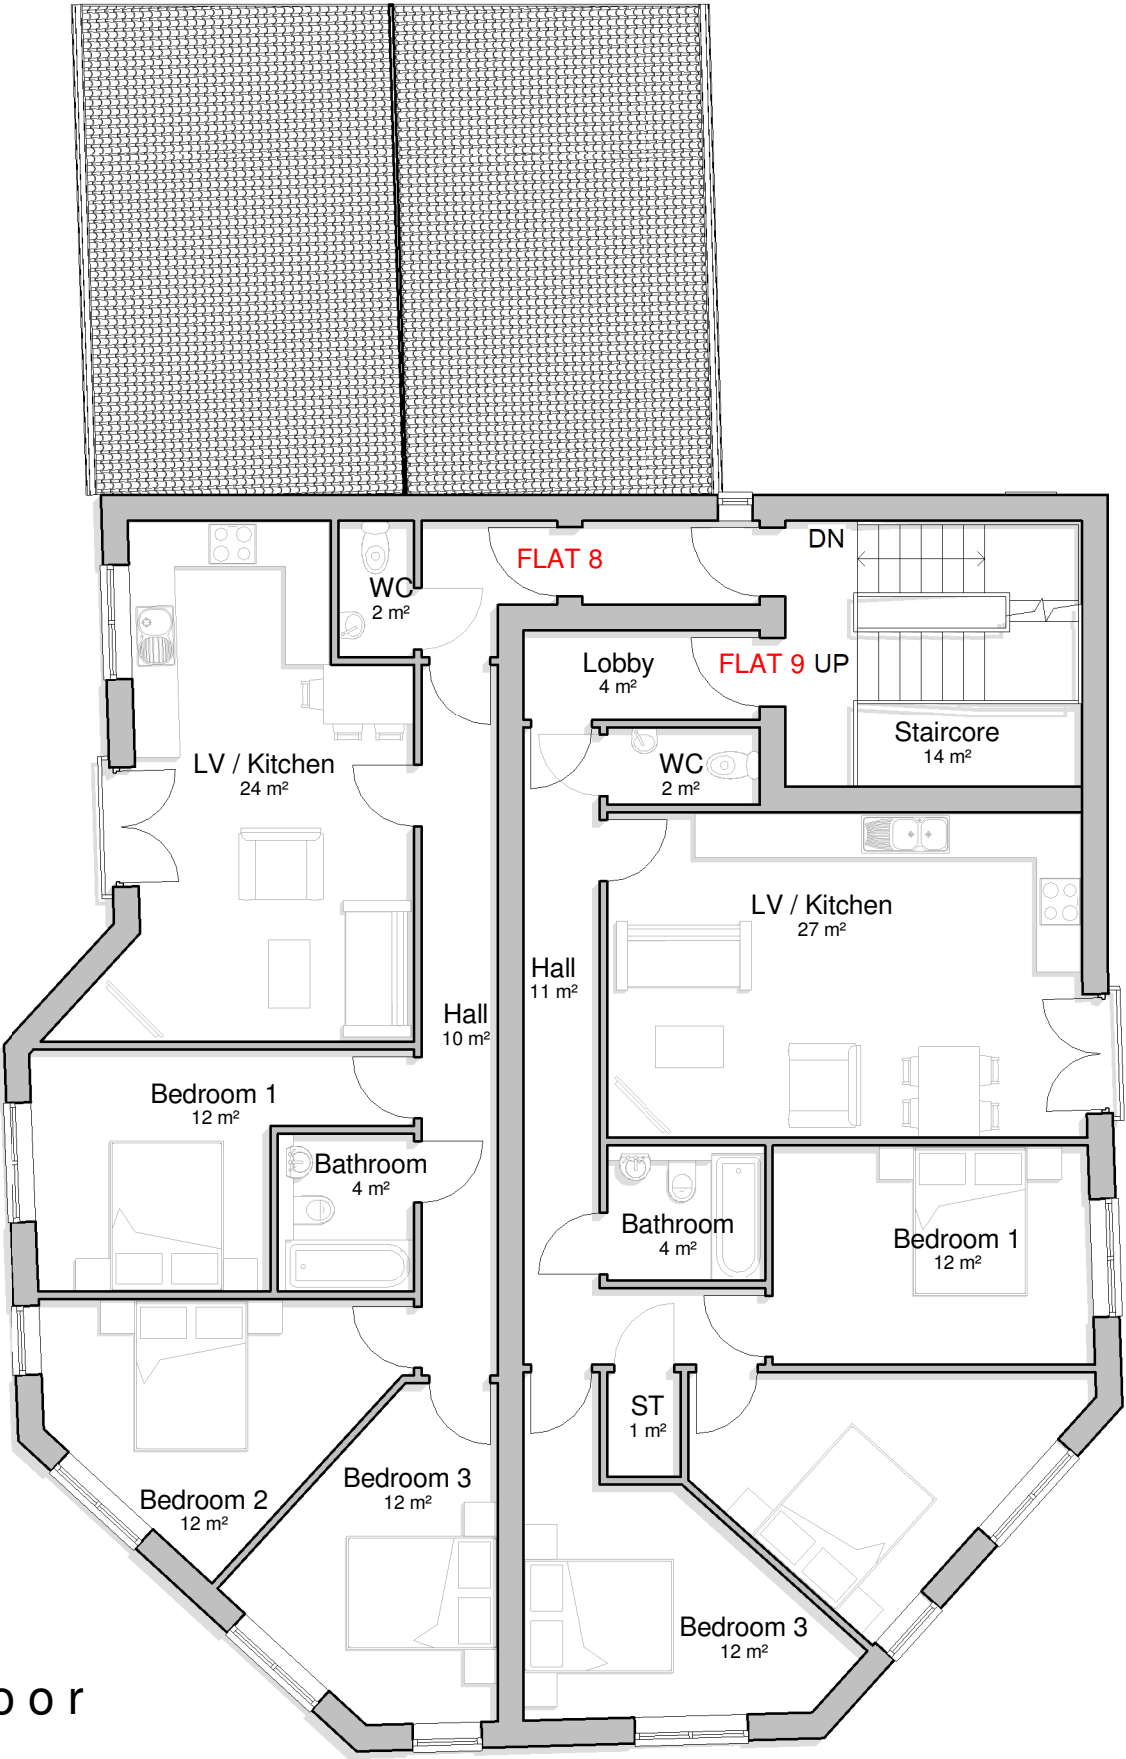 DN
FLAT 8
WC
2 m²
Lobby
4 m²
FLAT 9 UP
Staircore
14 m²
LV / Kitchen
24 m²
WC
2 m²
LV / Kitchen
27 m²
Hall
11 m²
Hall
10 m²
Bedroom 1
12 m²
Bathroom
4 m²
Bathroom
4 m²
Bedroom 1
12 m²
ST
1 m²
Bedroom 3
12 m²
Bedroom 2
12 m²
Bedroom 3
12 m²
oor